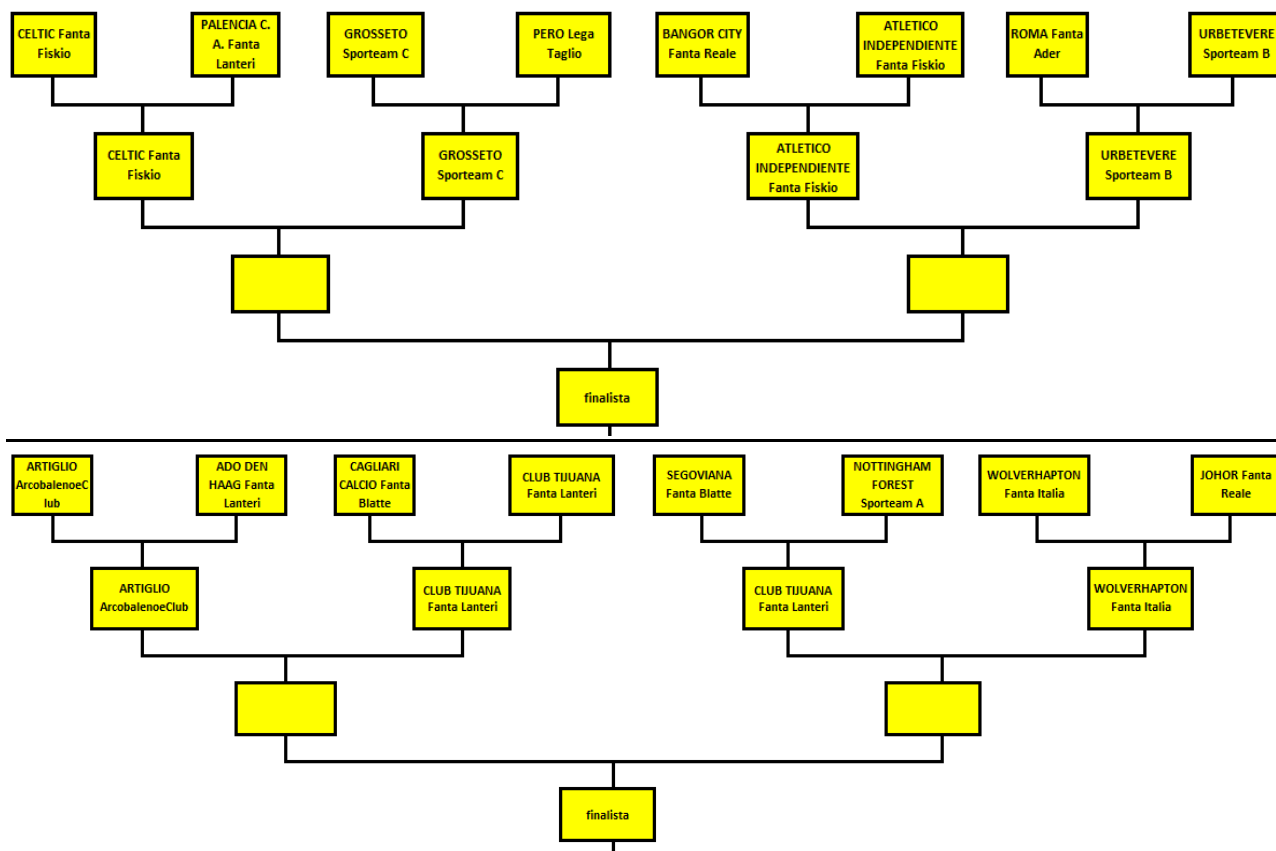 CELTIC Fanta
Fiskio
PALENCIA C.
A. Fanta
Lanteri
GROSSETO
Sporteam C
PERO Lega
Taglio
BANGOR CITY
Fanta Reale
ATLETICO
INDEPENDIENTE
Fanta Fiskio
ROMA Fanta
Ader
URBETEVERE
Sporteam B
CELTIC Fanta
Fiskio
GROSSETO
Sporteam C
ATLETICO
INDEPENDIENTE
Fanta Fiskio
URBETEVERE
Sporteam B
finalista
ARTIGLIO
ArcobalenoeC
lub
ADO DEN
HAAG Fanta
Lanteri
CAGLIARI
CALCIO Fanta
Blatte
CLUB TIJUANA
Fanta Lanteri
SEGOVIANA
Fanta Blatte
NOTTINGHAM
FOREST
Sporteam A
WOLVERHAPTON
Fanta Italia
JOHOR Fanta
Reale
ARTIGLIO
ArcobalenoeClub
CLUB TIJUANA
Fanta Lanteri
CLUB TIJUANA
Fanta Lanteri
WOLVERHAPTON
Fanta Italia
finalista